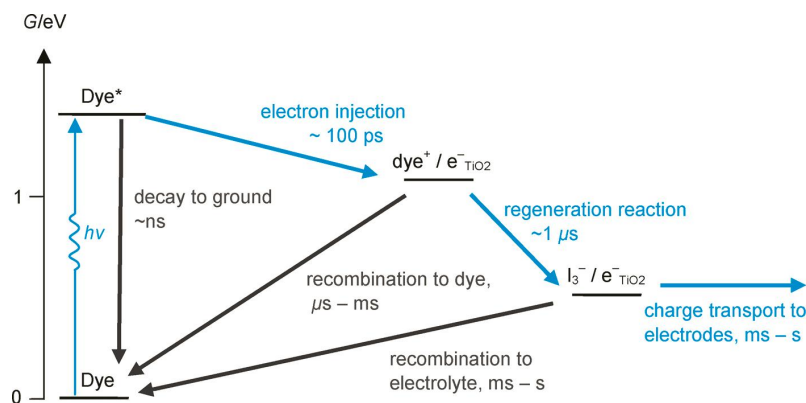 G/eV
Dye*
electron injection
~ 100 ps
dye⁺ / e⁻TiO2
decay to ground
~ns
1
regeneration reaction
~1 µs
hν
I₃⁻ / e⁻TiO2
recombination to dye,
µs – ms
charge transport to
electrodes, ms – s
recombination to
electrolyte, ms – s
Dye
0